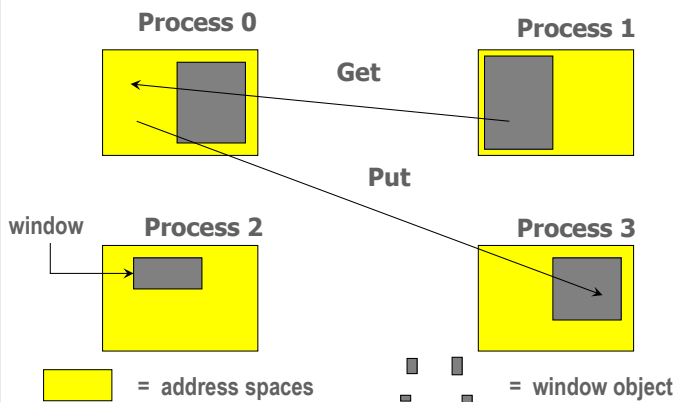 Process 0
Process 1
Get
Put
window
Process 2
Process 3
= address spaces
= window object